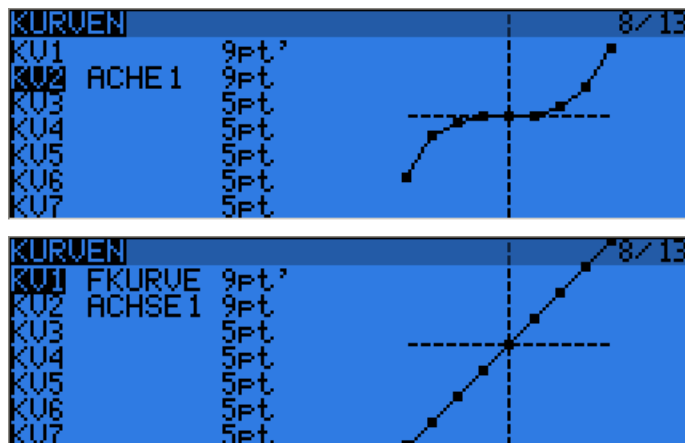 KURVEN 8/13
KV1 9pt'
KV2 ACHE1 9pt
KV3 5pt
KV4 5pt
KV5 5pt
KV6 5pt
KV7 5pt
KURVEN 8/13
KV1 FKURVE 9pt'
KV2 ACHSE1 9pt
KV3 5pt
KV4 5pt
KV5 5pt
KV6 5pt
KV7 5pt